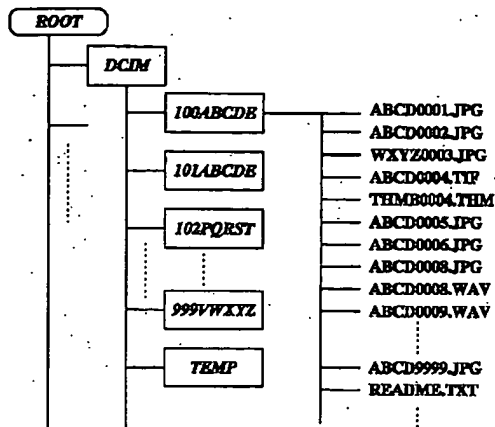 ROOT
DCIM
100ABCDE
ABCD0001.JPG
ABCD0002.JPG
WXYZ0003.JPG
101ABCDE
ABCD0004.TIF
THMB0004.THM
102PQRST
ABCD0005.JPG
ABCD0006.JPG
ABCD0008.JPG
ABCD0008.WAV
999VWXYZ
ABCD0009.WAV
TEMP
ABCD9999.JPG
README.TXT